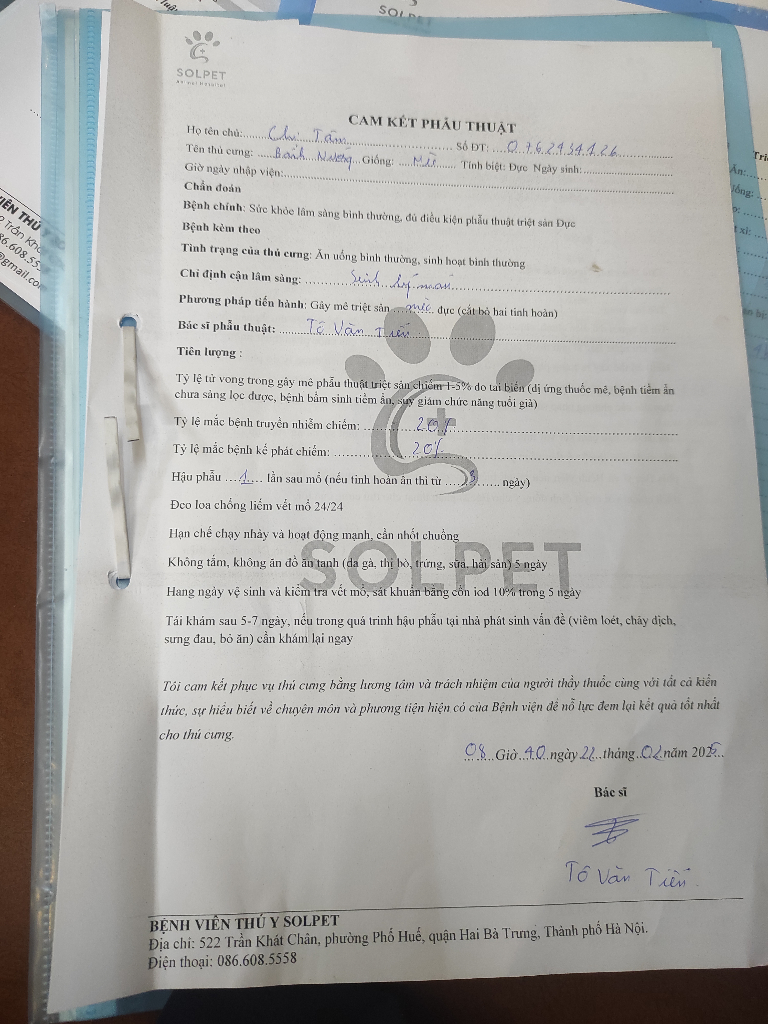 SOLPET
SOLPET
Animal Hospital
CAM KẾT PHẪU THUẬT
Họ tên chủ:....... Tâm.......... Số ĐT: ....0762434126....
Tên thú cưng: ....Bánh Nướng..Giống: ....Mèo.... Tính biệt: Đực Ngày sinh:..........
Giờ ngày nhập viện:..........
Chẩn đoán
Bệnh chính: Sức khỏe lâm sàng bình thường, đủ điều kiện phẫu thuật triệt sản Đực
Bệnh kèm theo
Tình trạng của thú cưng: Ăn uống bình thường, sinh hoạt bình thường
Chỉ định cận lâm sàng: ....Sinh lý máu....
Phương pháp tiến hành: Gây mê triệt sản ....mèo.. đực (cắt bỏ hai tinh hoàn)
Bác sĩ phẫu thuật: ........Tô Văn Tiến........
Tiên lượng :
Tỷ lệ tử vong trong gây mê phẫu thuật triệt sản chiếm 1-5% do tai biến (dị ứng thuốc mê, bệnh tiềm ẩn
chưa sàng lọc được, bệnh bẩm sinh tiềm ẩn, suy giảm chức năng tuổi già)
Tỷ lệ mắc bệnh truyền nhiễm chiếm:..........20%..........
Tỷ lệ mắc bệnh kế phát chiếm:..........20%..........
Hậu phẫu ...1.... lần sau mổ (nếu tinh hoàn ẩn thì từ ....3...... ngày)
Đeo loa chống liếm vết mổ 24/24
Hạn chế chạy nhảy và hoạt động mạnh, cần nhốt chuồng
Không tắm, không ăn đồ ăn tanh (da gà, thị bò, trứng, sữa, hải sản) 5 ngày
Hang ngày vệ sinh và kiểm tra vết mổ, sát khuẩn bằng cồn iod 10% trong 5 ngày
Tái khám sau 5-7 ngày, nếu trong quá trình hậu phẫu tại nhà phát sinh vấn đề (viêm loét, chảy dịch,
sưng đau, bỏ ăn) cần khám lại ngay
SOLPET
Tôi cam kết phục vụ thú cưng bằng lương tâm và trách nhiệm của người thầy thuốc cùng với tất cả kiến
thức, sự hiểu biết về chuyên môn và phương tiện hiện có của Bệnh viện để nỗ lực đem lại kết quả tốt nhất
cho thú cưng.
..08..Giờ..40..ngày 22..tháng..02 năm 2025..
Bác sĩ
Tô Văn Tiến
BỆNH VIÊN THÚ Y SOLPET
Địa chỉ: 522 Trần Khát Chân, phường Phố Huế, quận Hai Bà Trưng, Thành phố Hà Nội.
Điện thoại: 086.608.5558